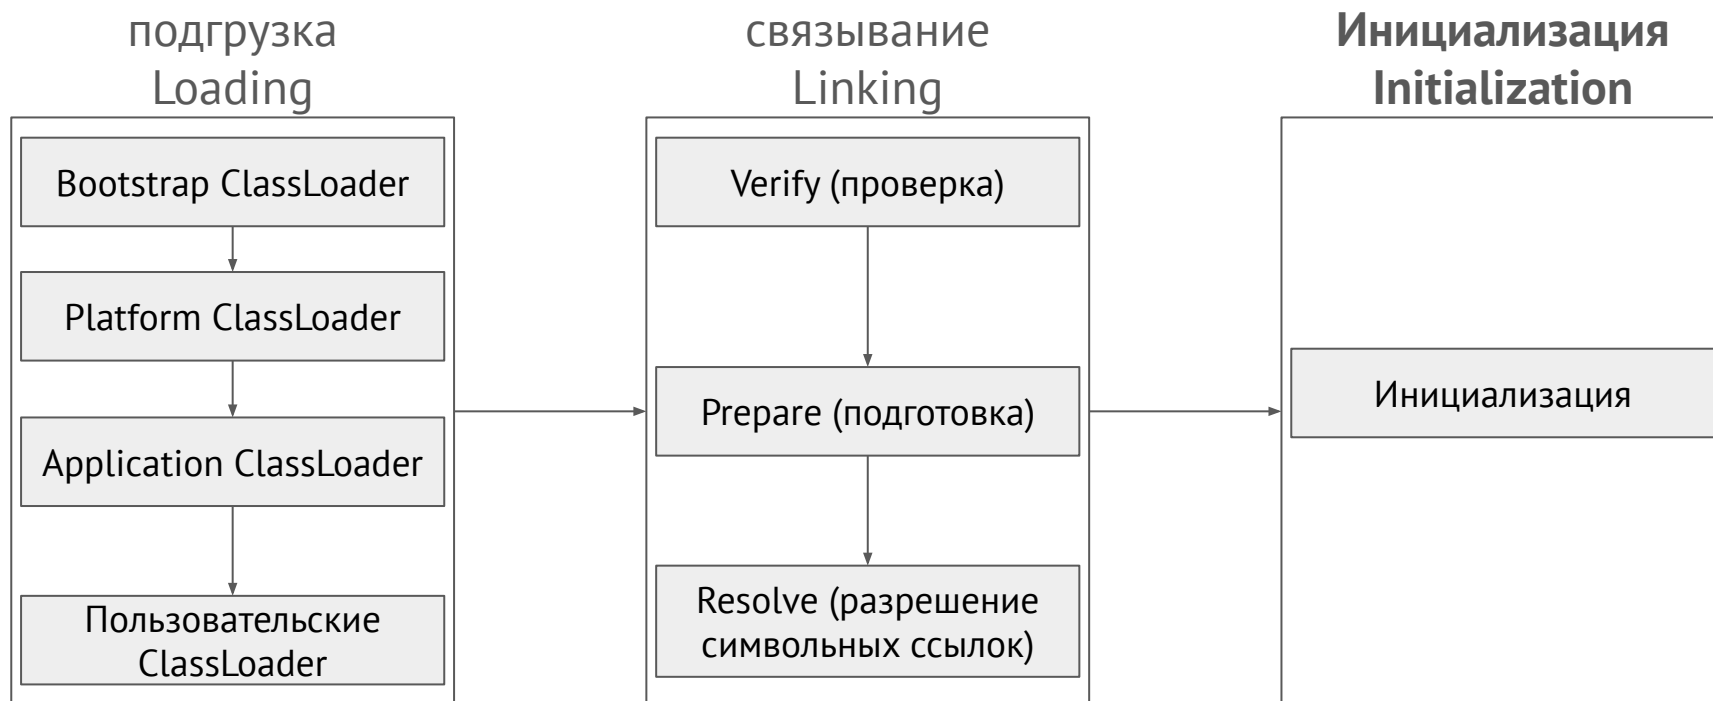 подгрузка
Loading
Bootstrap ClassLoader
Platform ClassLoader
Application ClassLoader
Пользовательские
ClassLoader
связывание
Linking
Verify (проверка)
Prepare (подготовка)
Resolve (разрешение
символьных ссылок)
Инициализация
Initialization
Инициализация